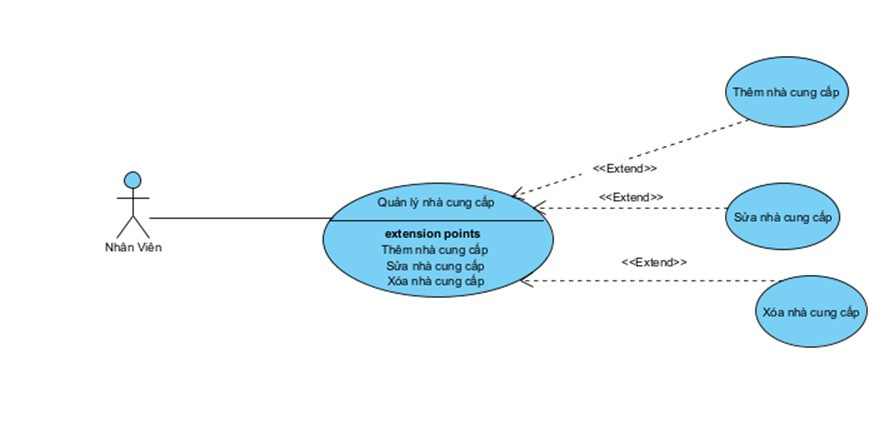 Thêm nhà cung cấp
<<Extend>>
Quản lý nhà cung cấp
<<Extend>>
Sửa nhà cung cấp
extension points
Thêm nhà cung cấp
Sửa nhà cung cấp
Xóa nhà cung cấp
Nhân Viên
<<Extend>>
Xóa nhà cung cấp